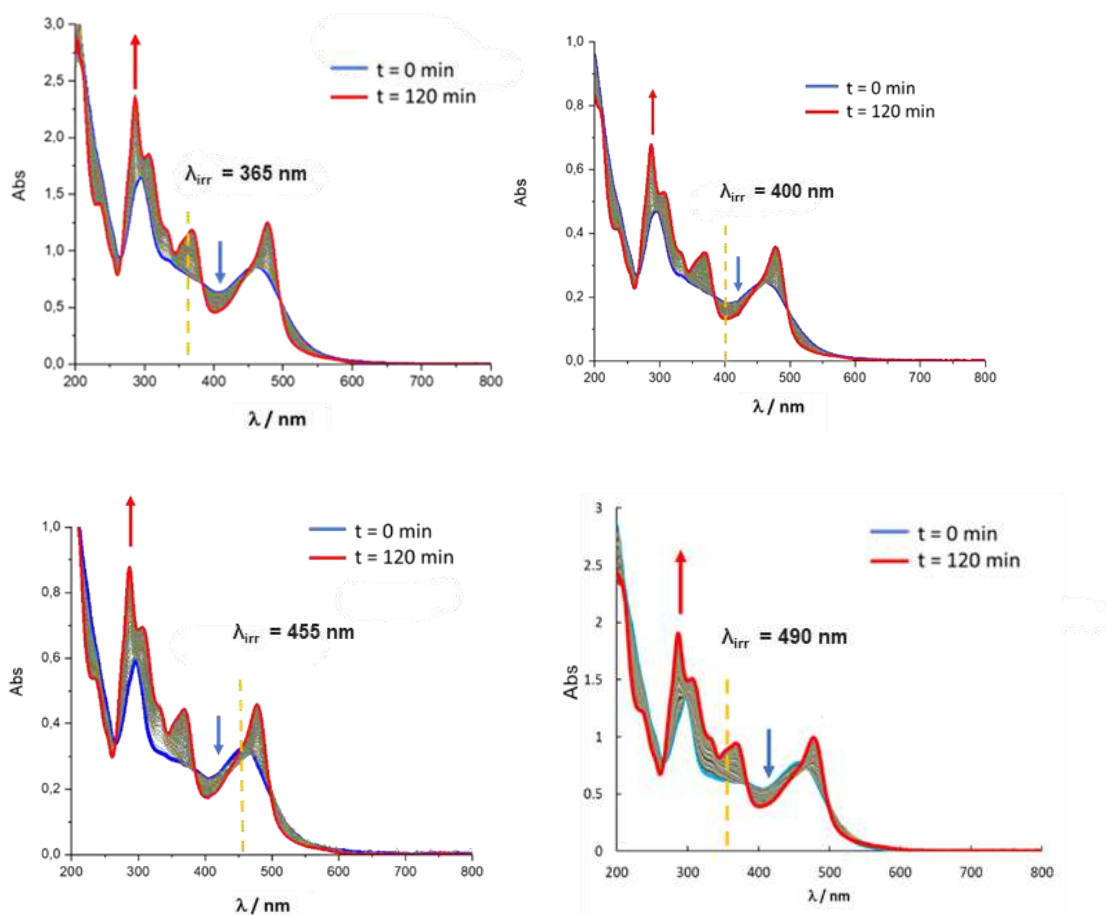 3,0
2,5
2,0
1,5
1,0
0,5
0,0
Abs
t = 0 min
t = 120 min
λirr = 365 nm
200 300 400 500 600 700 800
λ / nm
1,0
0,8
0,6
0,4
0,2
0,0
Abs
t = 0 min
t = 120 min
λirr = 400 nm
200 300 400 500 600 700 800
λ / nm
1,0
0,8
0,6
0,4
0,2
0,0
Abs
t = 0 min
t = 120 min
λirr = 455 nm
200 300 400 500 600 700 800
λ / nm
3
2.5
2
1.5
1
0.5
0
Abs
t = 0 min
t = 120 min
λirr = 490 nm
200 300 400 500 600 700 800
λ / nm